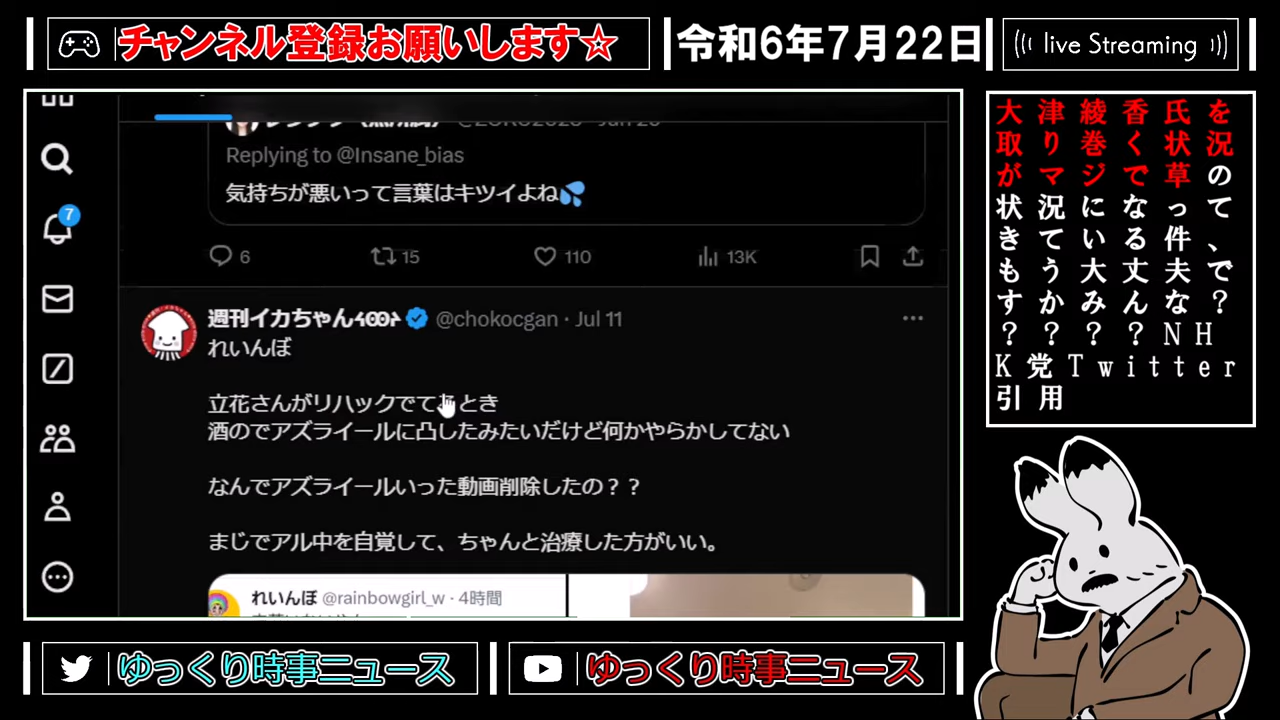 チャンネル登録お願いします☆
令和6年7月22日
live Streaming
@ZORO2023 · Jun 20
Replying to @Insane_bias
気持ちが悪いって言葉はキツイよね💦
6 15 110 13K
7
週刊イカちゃん @chokocgan · Jul 11
れいんぼ
立花さんがリハックででて とき
酒のでアズライールに凸したみたいだけど何かやらかしてない
なんでアズライールいった動画削除したの？？
まじでアル中を自覚して、ちゃんと治療した方がいい。
れいんぼ @rainbowgirl_w · 4時間
大津綾香氏を
取り巻く状況
がマジで草の
状況になって
きている件、
もう大丈夫で
すかみんな？
？？？？NH
K党Twitter
引用
ゆっくり時事ニュース
ゆっくり時事ニュース